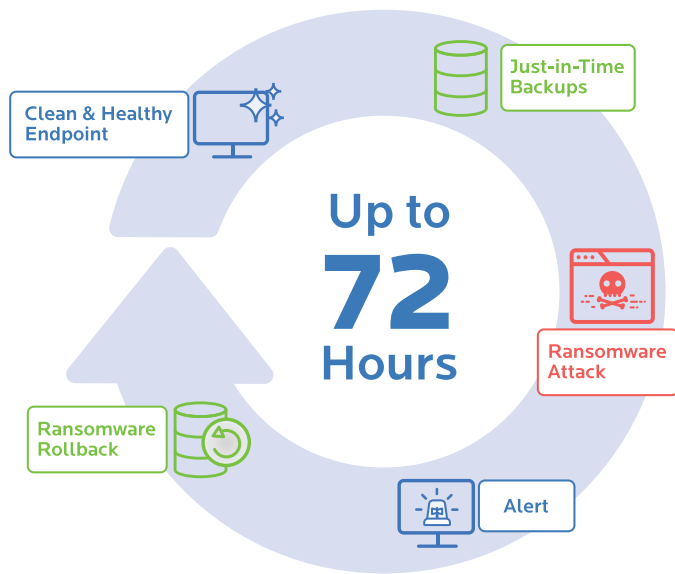 Clean & Healthy
Endpoint
Just-in-Time
Backups
Up to
72
Hours
Ransomware
Attack
Ransomware
Rollback
Alert